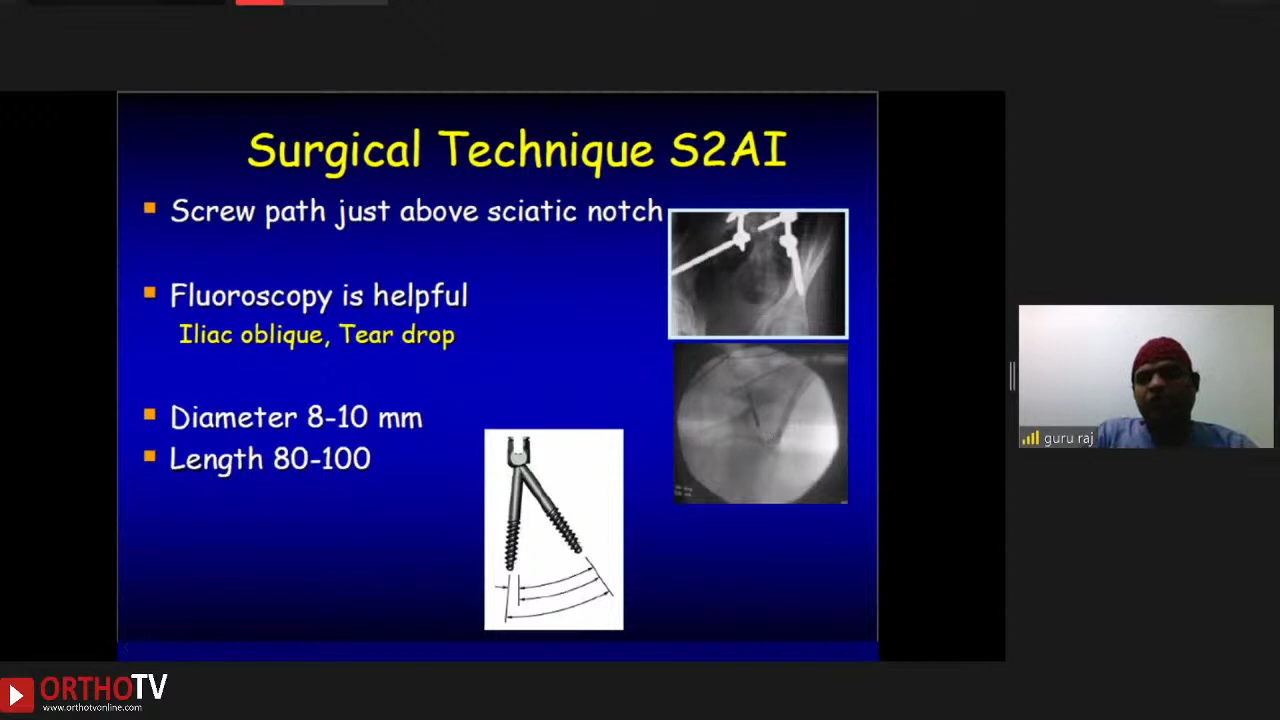 Surgical Technique S2AI
Screw path just above sciatic notch
Fluoroscopy is helpful
Iliac oblique, Tear drop
Diameter 8-10 mm
Length 80-100
guru raj
ORTHOTV
www.orthotvonline.com